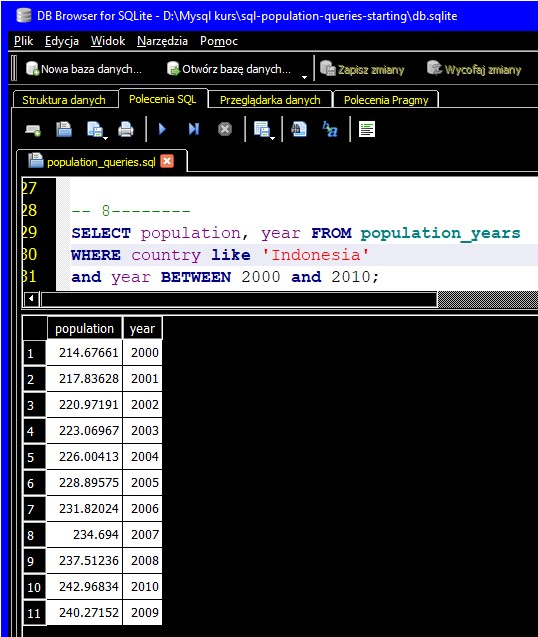 DB Browser for SQLite - D:\Mysql kurs\sql-population-queries-starting\db.sqlite
Plik Edycja Widok Narzędzia Pomoc
Nowa baza danych... Otwórz bazę danych... Zapisz zmiany Wycofaj zmiany
Struktura danych Polecenia SQL Przeglądarka danych Polecenia Pragmy
population_queries.sql
27
28 -- 8--------
29 SELECT population, year FROM population_years
30 WHERE country like 'Indonesia'
31 and year BETWEEN 2000 and 2010;
population year
1 214.67661 2000
2 217.83628 2001
3 220.97191 2002
4 223.06967 2003
5 226.00413 2004
6 228.89575 2005
7 231.82024 2006
8 234.694 2007
9 237.51236 2008
10 242.96834 2010
11 240.27152 2009